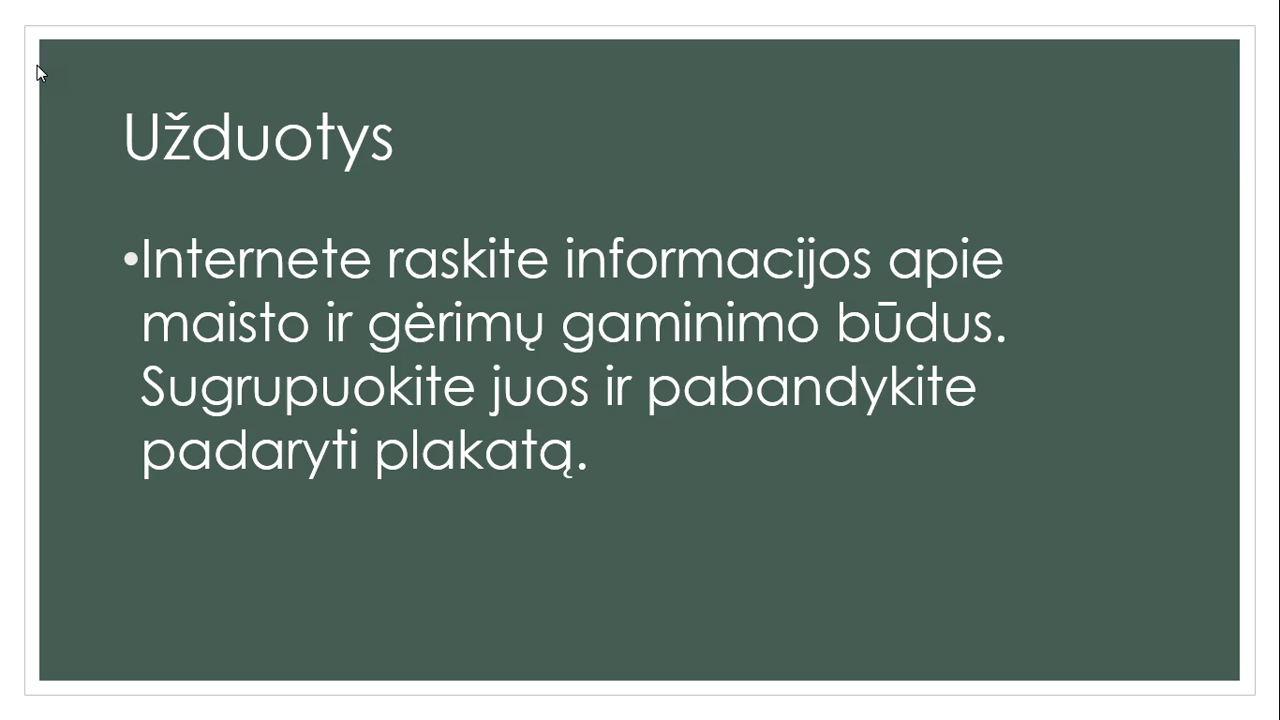 Užduotys
•Internete raskite informacijos apie
maisto ir gėrimų gaminimo būdus.
Sugrupuokite juos ir pabandykite
padaryti plakatą.